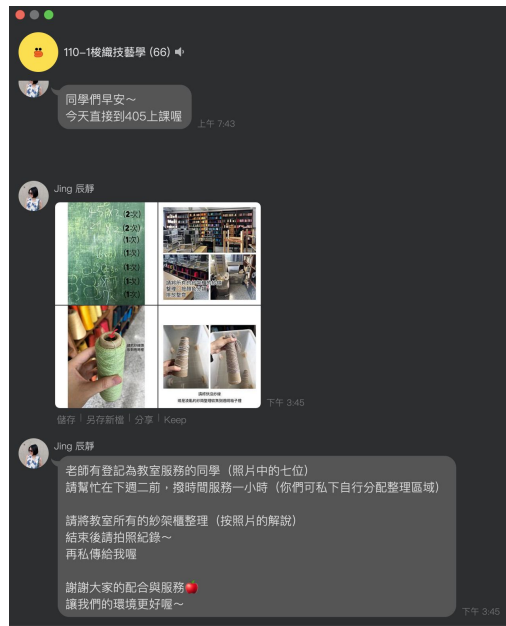 110-1梭織技藝學 (66)
同學們早安～
今天直接到405上課喔
上午 7:43
Jing 辰靜
(2次)
(2次)
(1次)
(1次)
(1次)
(1次)
(1次)
下午 3:45
儲存 | 另存新檔 | 分享 | Keep
Jing 辰靜
老師有登記為教室服務的同學（照片中的七位）
請幫忙在下週二前，撥時間服務一小時（你們可私下自行分配整理區域）
請將教室所有的紗架櫃整理（按照片的解說）
結束後請拍照紀錄～
再私傳給我喔
謝謝大家的配合與服務🍎
讓我們的環境更好喔～
下午 3:45